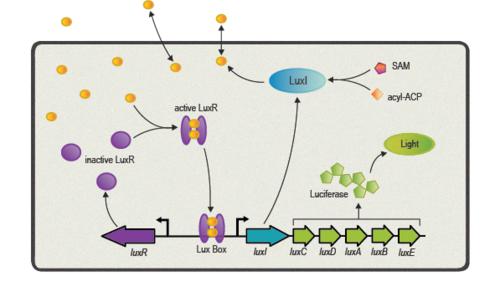 LuxI
SAM
acyl-ACP
active LuxR
inactive LuxR
Light
Luciferase
luxR
Lux Box
luxI
luxC
luxD
luxA
luxB
luxE